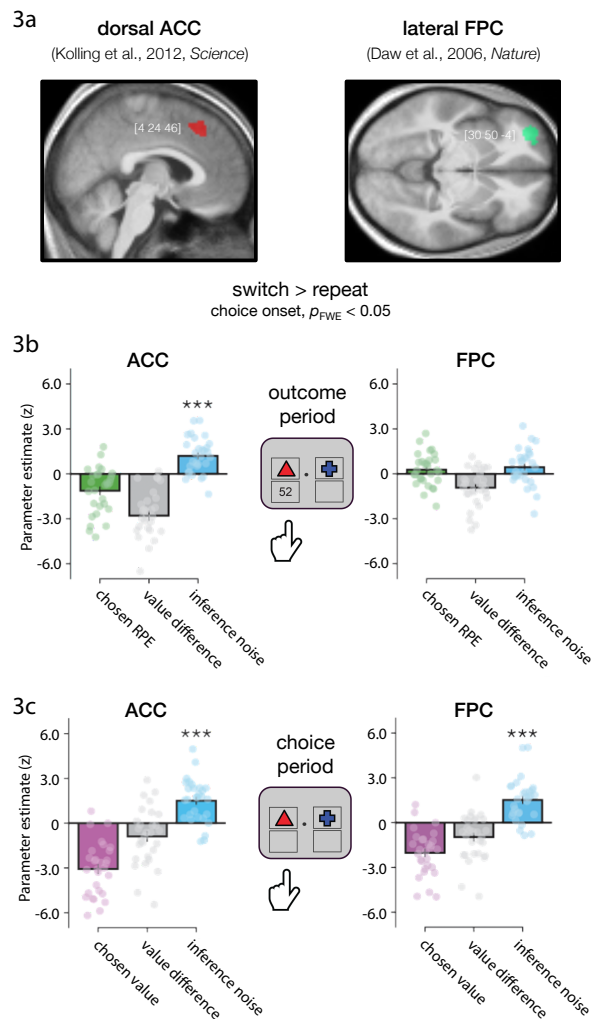 3a
dorsal ACC
(Kolling et al., 2012, Science)
lateral FPC
(Daw et al., 2006, Nature)
[4 24 46]
[30 50 -4]
switch > repeat
choice onset, pFWE < 0.05
3b
ACC
Parameter estimate (z)
6.0
3.0
0
-3.0
-6.0
***
chosen RPE
value difference
inference noise
outcome
period
52
FPC
6.0
3.0
0
-3.0
-6.0
chosen RPE
value difference
inference noise
3c
ACC
Parameter estimate (z)
6.0
3.0
0
-3.0
-6.0
***
chosen value
value difference
inference noise
choice
period
FPC
6.0
3.0
0
-3.0
-6.0
***
chosen value
value difference
inference noise